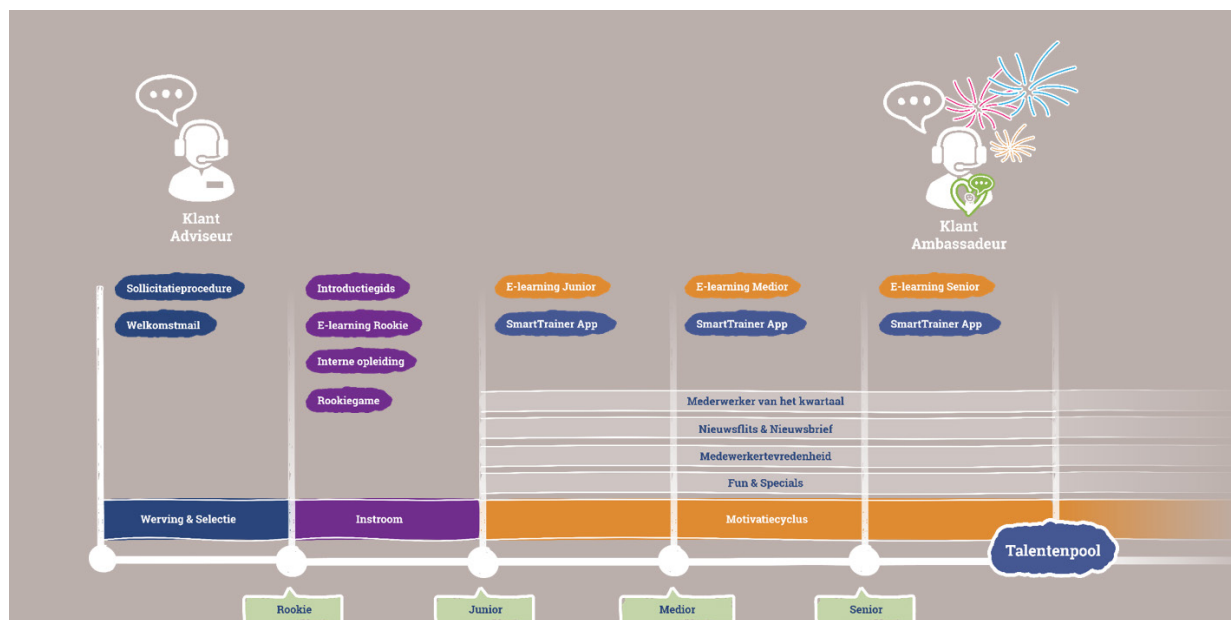 Klant
Adviseur
Klant
Ambassadeur
Sollicitatieprocedure
Introductiegids
E-learning Junior
E-learning Medior
E-learning Senior
Welkomstmail
E-learning Rookie
SmartTrainer App
SmartTrainer App
SmartTrainer App
Interne opleiding
Rookiegame
Mederwerker van het kwartaal
Nieuwsflits & Nieuwsbrief
Medewerkertevredenheid
Fun & Specials
Werving & Selectie
Instroom
Motivatiecyclus
Talentenpool
Rookie
Junior
Medior
Senior